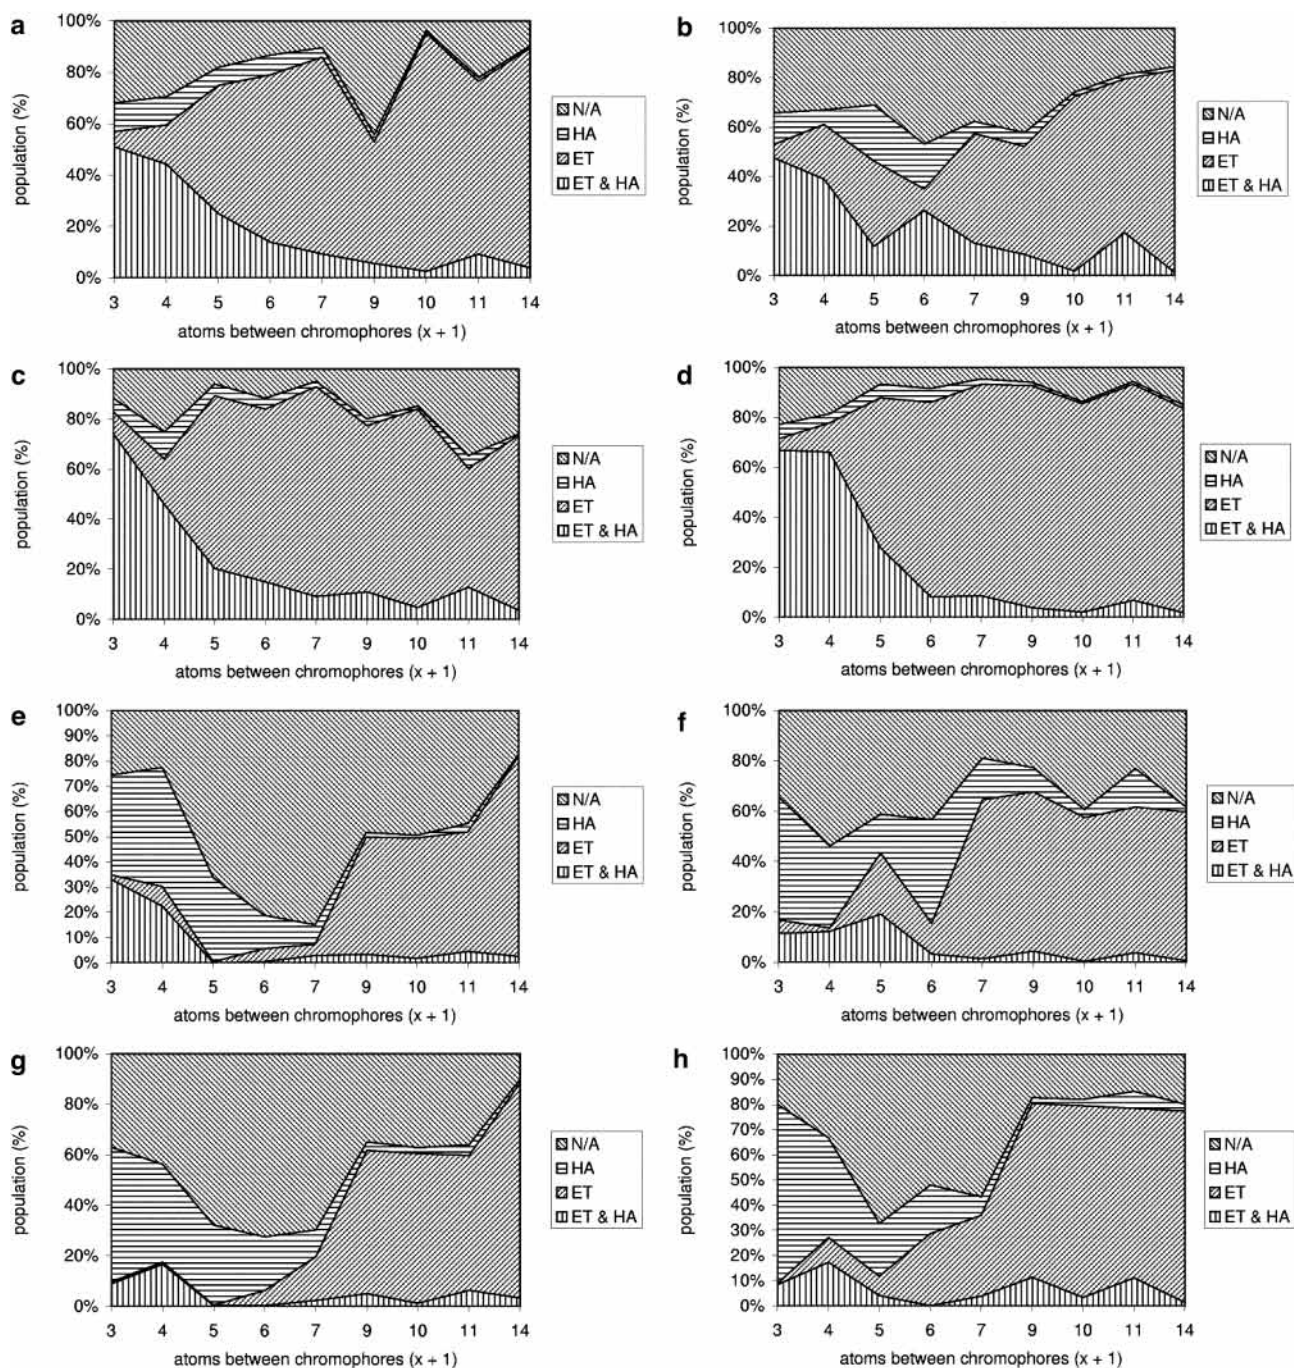 a
population (%)
100%
80%
60%
40%
20%
0%
3 4 5 6 7 9 10 11 14
atoms between chromophores (x + 1)
N/A
HA
ET
ET & HA
b
population (%)
100%
80%
60%
40%
20%
0%
3 4 5 6 7 9 10 11 14
atoms between chromophores (x + 1)
N/A
HA
ET
ET & HA
c
population (%)
100%
80%
60%
40%
20%
0%
3 4 5 6 7 9 10 11 14
atoms between chromophores (x + 1)
N/A
HA
ET
ET & HA
d
population (%)
100%
80%
60%
40%
20%
0%
3 4 5 6 7 9 10 11 14
atoms between chromophores (x + 1)
N/A
HA
ET
ET & HA
e
population (%)
100%
90%
80%
70%
60%
50%
40%
30%
20%
10%
0%
3 4 5 6 7 9 10 11 14
atoms between chromophores (x + 1)
N/A
HA
ET
ET & HA
f
population (%)
100%
80%
60%
40%
20%
0%
3 4 5 6 7 9 10 11 14
atoms between chromophores (x + 1)
N/A
HA
ET
ET & HA
g
population (%)
100%
80%
60%
40%
20%
0%
3 4 5 6 7 9 10 11 14
atoms between chromophores (x + 1)
N/A
HA
ET
ET & HA
h
population (%)
100%
90%
80%
70%
60%
50%
40%
30%
20%
10%
0%
3 4 5 6 7 9 10 11 14
atoms between chromophores (x + 1)
N/A
HA
ET
ET & HA